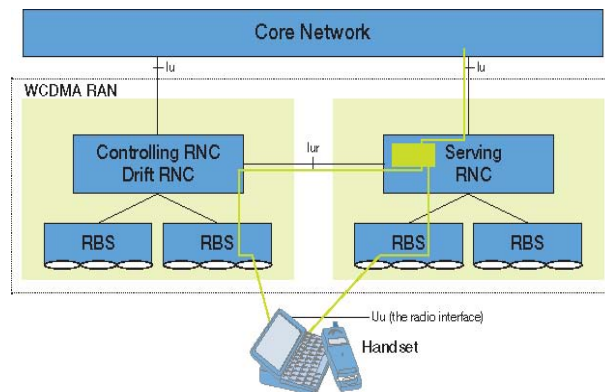 Core Network
Iu
Iu
WCDMA RAN
Controlling RNC
Drift RNC
Iur
Serving
RNC
RBS
RBS
RBS
RBS
Uu (the radio interface)
Handset